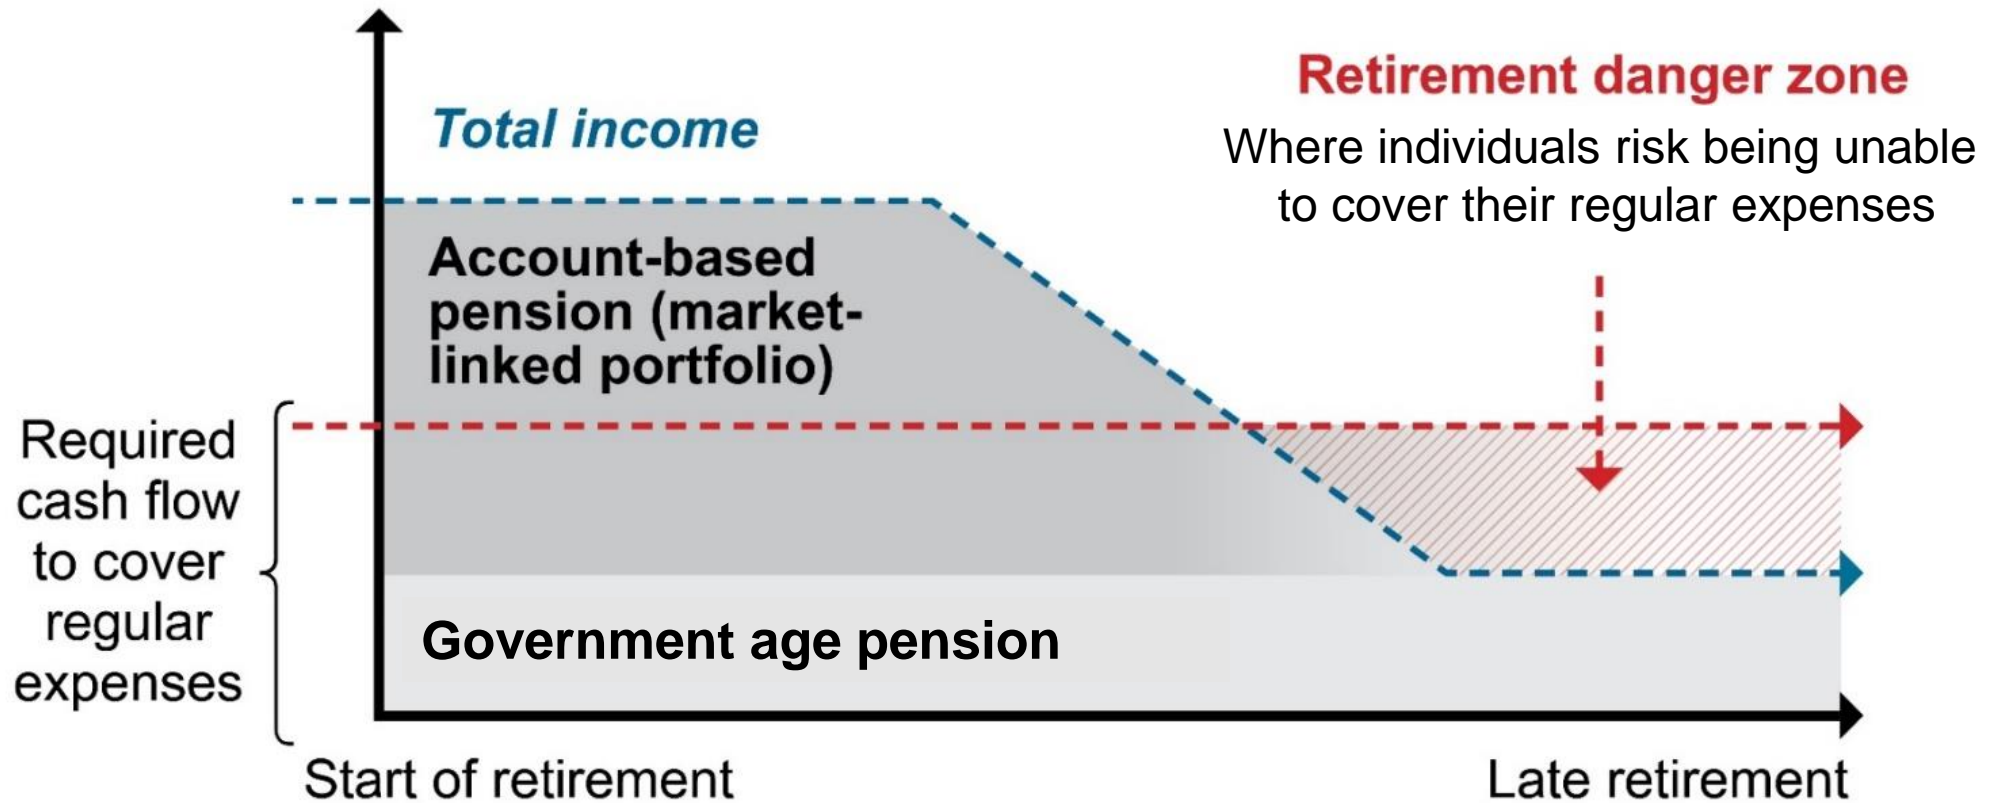 Total income
Retirement danger zone
Where individuals risk being unable
to cover their regular expenses
Account-based
pension (market-
linked portfolio)
Required
cash flow
to cover
regular
expenses
Government age pension
Start of retirement
Late retirement